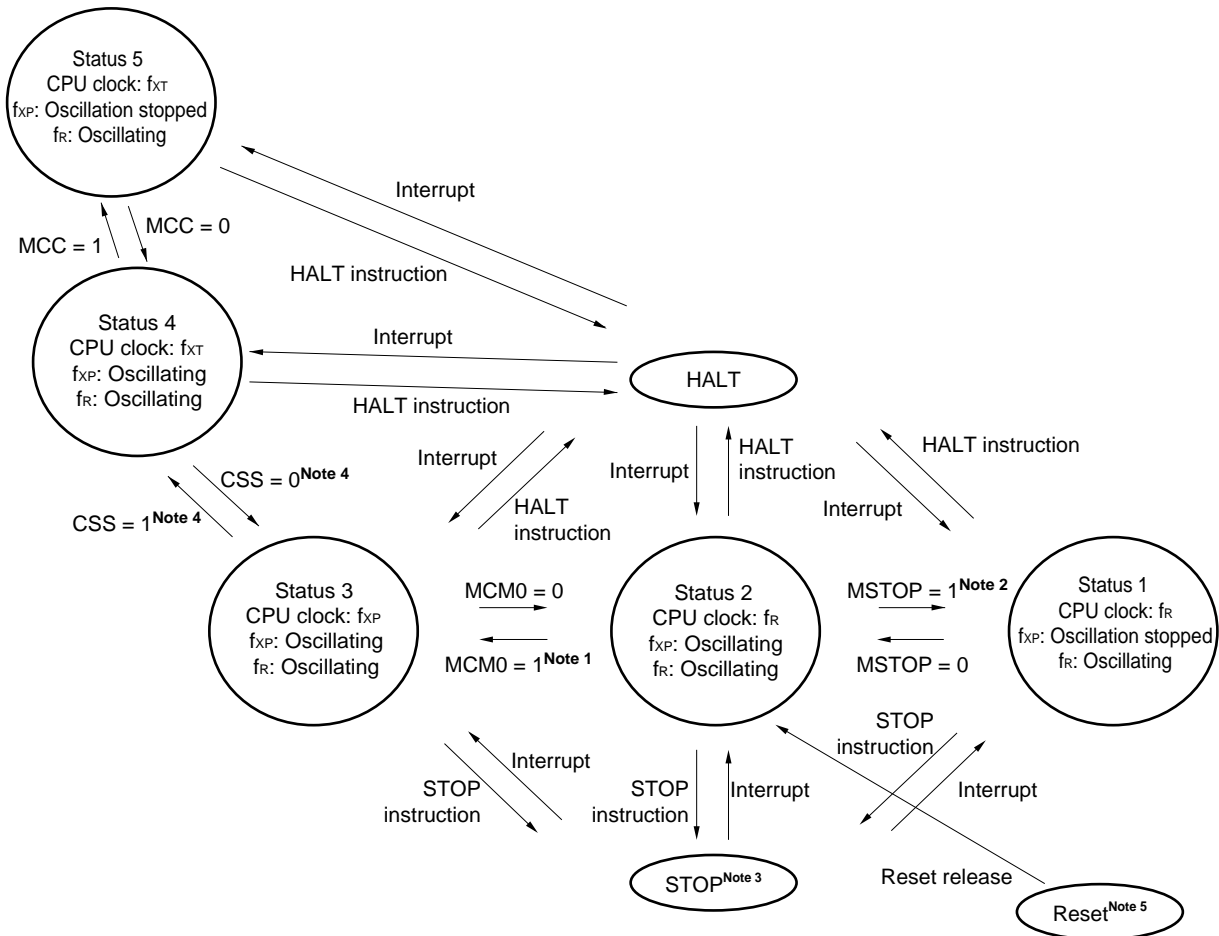 Status 5
CPU clock: fXT
fXP: Oscillation stopped
fR: Oscillating
Interrupt
MCC = 0
MCC = 1
HALT instruction
Status 4
CPU clock: fXT
fXP: Oscillating
fR: Oscillating
Interrupt
HALT
HALT instruction
Interrupt
HALT
instruction
CSS = 0Note 4
CSS = 1Note 4
Interrupt
HALT
instruction
HALT instruction
Interrupt
Status 3
CPU clock: fXP
fXP: Oscillating
fR: Oscillating
MCM0 = 0
MCM0 = 1Note 1
Status 2
CPU clock: fR
fXP: Oscillating
fR: Oscillating
MSTOP = 1Note 2
MSTOP = 0
Status 1
CPU clock: fR
fXP: Oscillation stopped
fR: Oscillating
STOP
instruction
Interrupt
STOP
instruction
Interrupt
STOP
instruction
Interrupt
STOPNote 3
Reset release
ResetNote 5